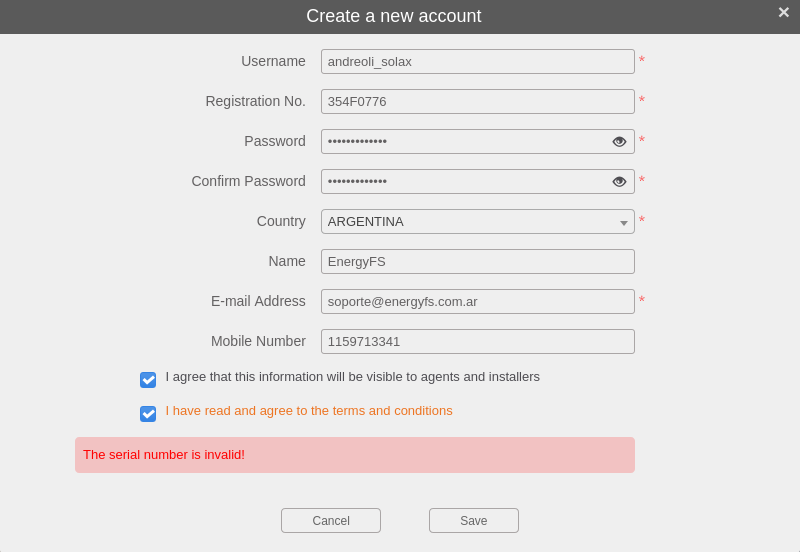 Create a new account
×
Username andreoli_solax *
Registration No. 354F0776 *
Password ••••••••••••• *
Confirm Password ••••••••••••• *
Country ARGENTINA *
Name EnergyFS
E-mail Address soporte@energyfs.com.ar *
Mobile Number 1159713341
I agree that this information will be visible to agents and installers
I have read and agree to the terms and conditions
The serial number is invalid!
Cancel Save